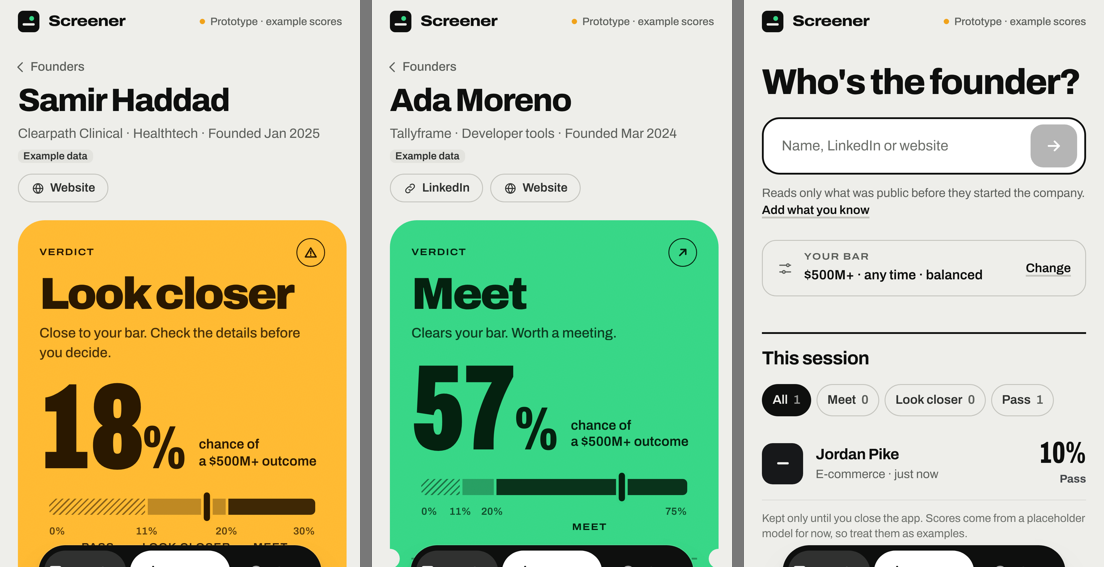 Screener
Prototype · example scores
Founders
Samir Haddad
Clearpath Clinical · Healthtech · Founded Jan 2025
Example data
Website
VERDICT
Look closer
Close to your bar. Check the details before
you decide.
18%
chance of
a $500M+ outcome
0% 11% 20% 30%
PASS LOOK CLOSER MEET
Screener
Prototype · example scores
Founders
Ada Moreno
Tallyframe · Developer tools · Founded Mar 2024
Example data
LinkedIn Website
VERDICT
Meet
Clears your bar. Worth a meeting.
57%
chance of
a $500M+ outcome
0% 11% 20% 75%
MEET
Screener
Prototype · example scores
Who's the founder?
Name, LinkedIn or website
Reads only what was public before they started the company.
Add what you know
YOUR BAR
$500M+ · any time · balanced
Change
This session
All 1 Meet 0 Look closer 0 Pass 1
Jordan Pike
E-commerce · just now
10%
Pass
Kept only until you close the app. Scores come from a placeholder
model for now, so treat them as examples.